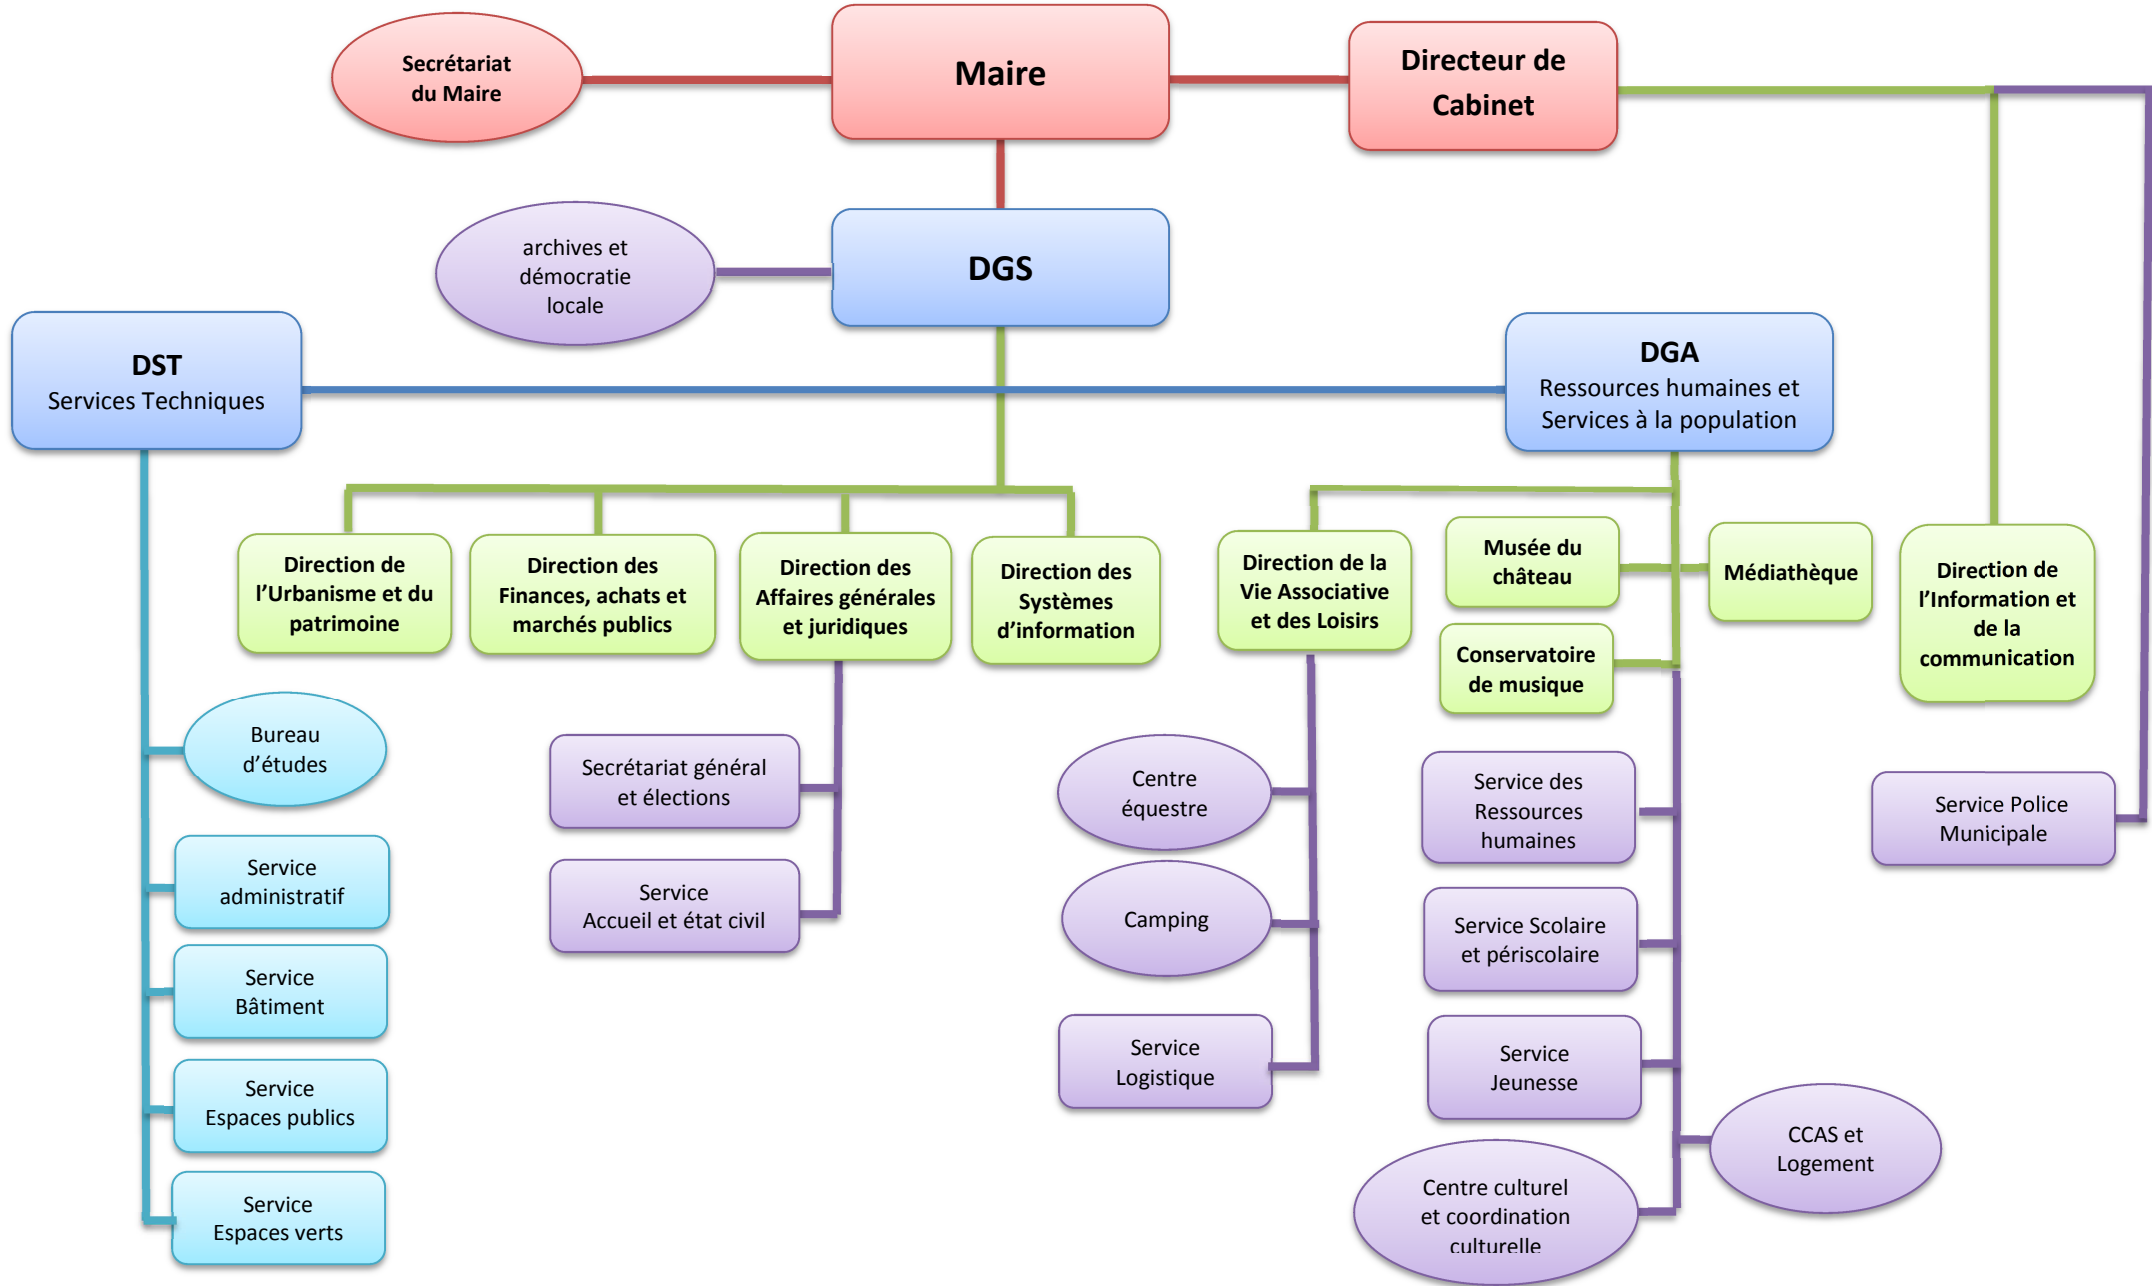 Secrétariat
du Maire
Maire
Directeur de
Cabinet
archives et
démocratie
locale
DGS
DST
Services Techniques
DGA
Ressources humaines et
Services à la population
Direction de
l’Urbanisme et du
patrimoine
Direction des
Finances, achats et
marchés publics
Direction des
Affaires générales
et juridiques
Direction des
Systèmes
d’information
Direction de la
Vie Associative
et des Loisirs
Musée du
château
Médiathèque
Conservatoire
de musique
Direction de
l’Information et
de la
communication
Bureau
d’études
Service
administratif
Service
Bâtiment
Service
Espaces publics
Service
Espaces verts
Secrétariat général
et élections
Service
Accueil et état civil
Centre
équestre
Camping
Service
Logistique
Service des
Ressources
humaines
Service Scolaire
et périscolaire
Service
Jeunesse
Centre culturel
et coordination
culturelle
CCAS et
Logement
Service Police
Municipale